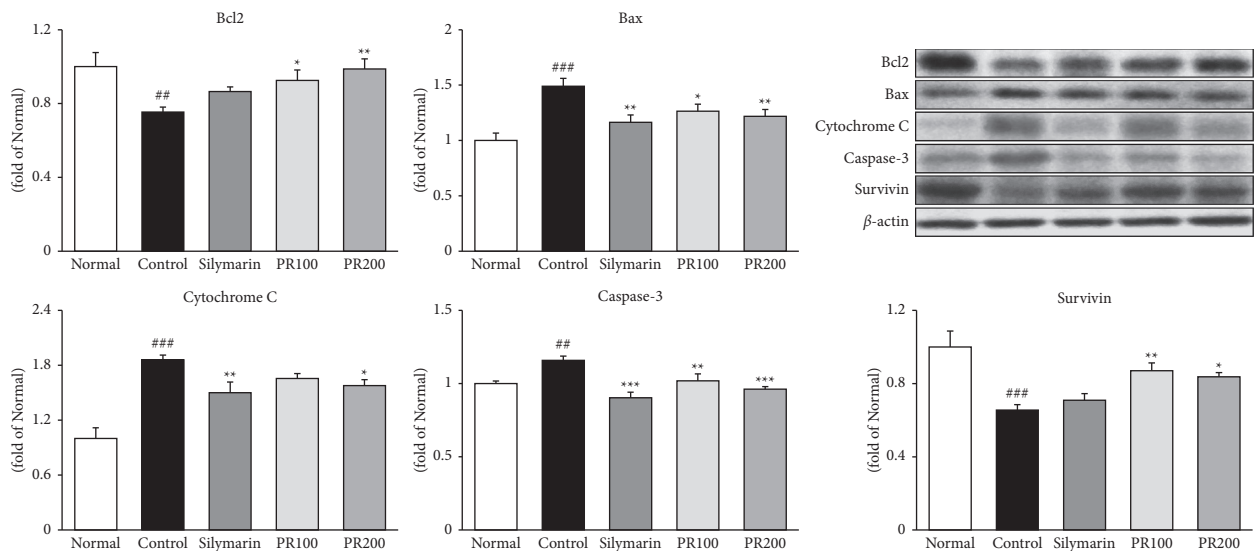 Bcl2
1.2
0.8
0.4
0
(fold of Normal)
##
*
**
Normal Control Silymarin PR100 PR200
Bax
2
1.5
1
0.5
0
(fold of Normal)
###
**
*
**
Normal Control Silymarin PR100 PR200
Bcl2
Bax
Cytochrome C
Caspase-3
Survivin
β-actin
Cytochrome C
2.4
1.8
1.2
0.6
0
(fold of Normal)
###
**
*
Normal Control Silymarin PR100 PR200
Caspase-3
1.5
1
0.5
0
(fold of Normal)
##
***
**
***
Normal Control Silymarin PR100 PR200
Survivin
1.2
0.8
0.4
0
(fold of Normal)
###
**
*
Normal Control Silymarin PR100 PR200